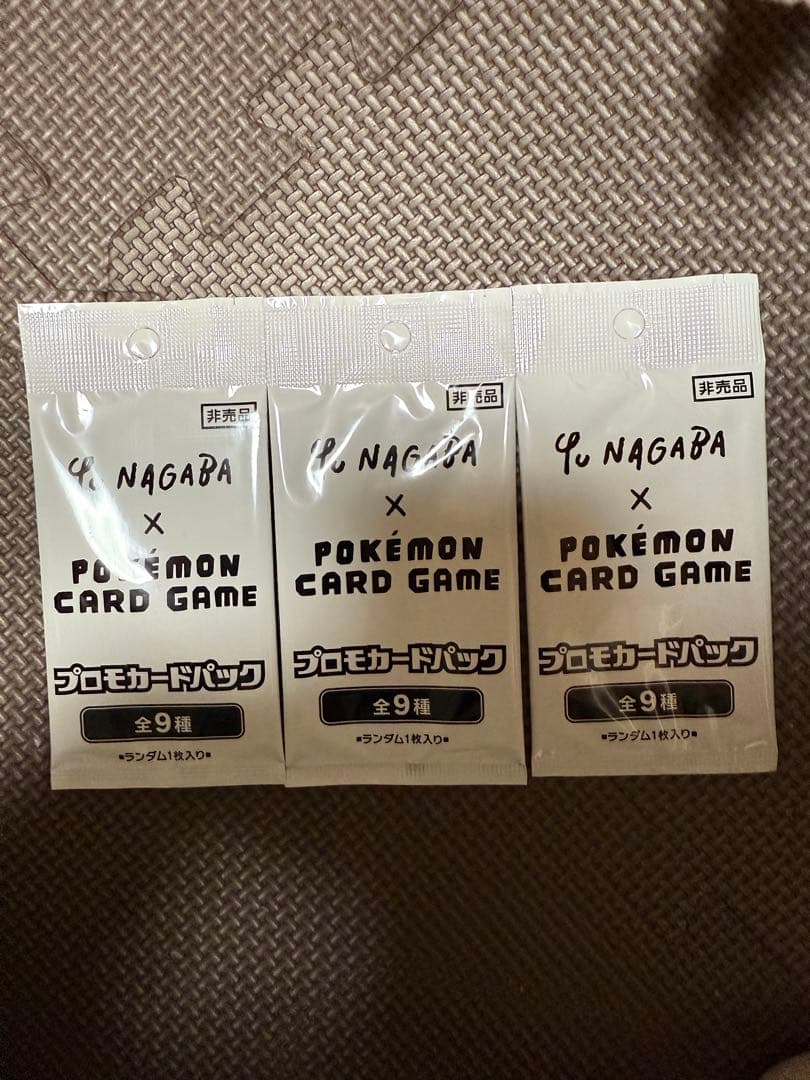 非売品
Yu NAGABA
×
POKÉMON
CARD GAME
プロモカードパック
全9種
■ランダム1枚入り■
非売品
Yu NAGABA
×
POKÉMON
CARD GAME
プロモカードパック
全9種
■ランダム1枚入り■
非売品
Yu NAGABA
×
POKÉMON
CARD GAME
プロモカードパック
全9種
■ランダム1枚入り■